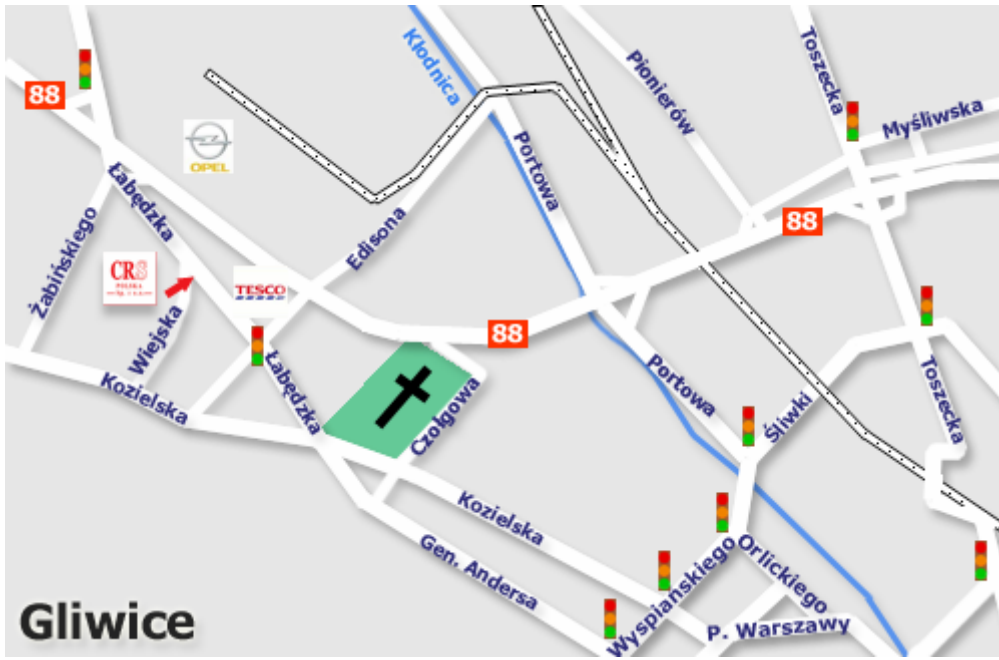 Kłodnica
Toszecka
Pionierów
88
Myśliwska
OPEL
Portowa
Łabędzka
Żabińskiego
Edisona
88
CRS
POLSKA
TESCO
Wiejska
88
Łabędzka
Kozielska
Czołgowa
Portowa
Śliwki
Toszecka
Kozielska
Gen. Andersa
Wyspianskiego
Orlickiego
P. Warszawy
Gliwice